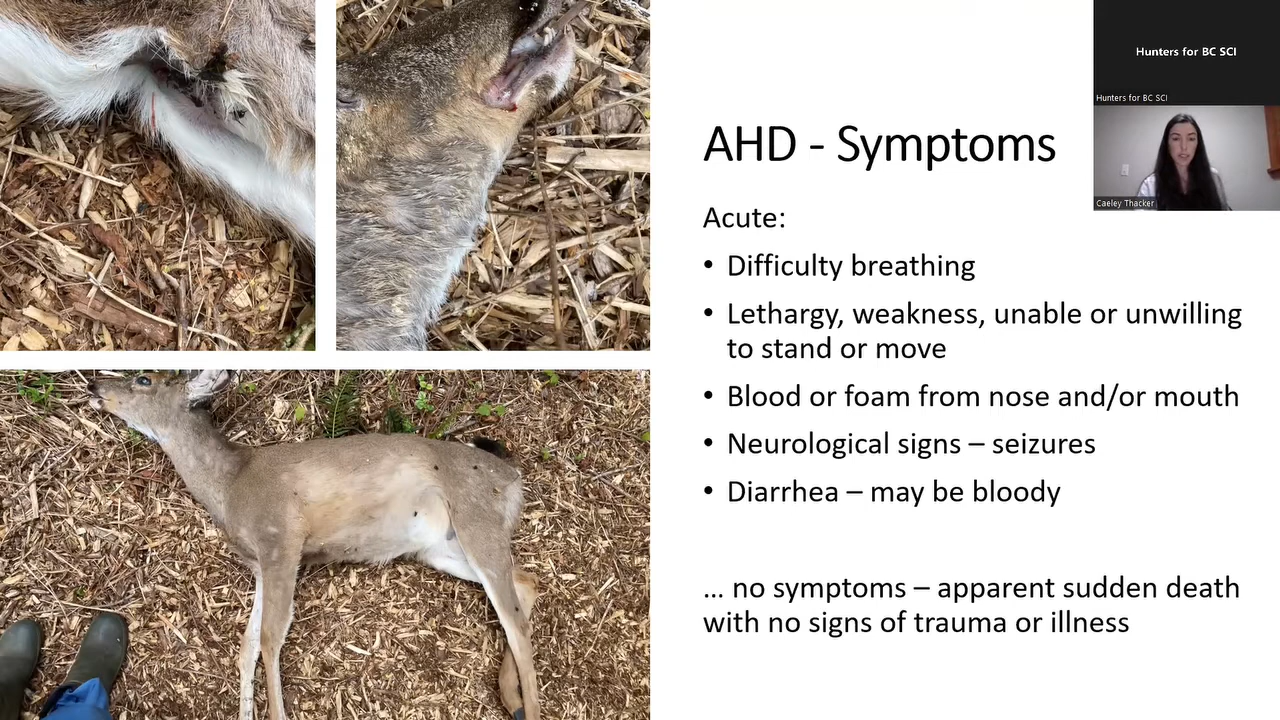 Hunters for BC SCI
Hunters for BC SCI
Caeley Thacker
AHD - Symptoms
Acute:
• Difficulty breathing
• Lethargy, weakness, unable or unwilling
to stand or move
• Blood or foam from nose and/or mouth
• Neurological signs – seizures
• Diarrhea – may be bloody
... no symptoms – apparent sudden death
with no signs of trauma or illness